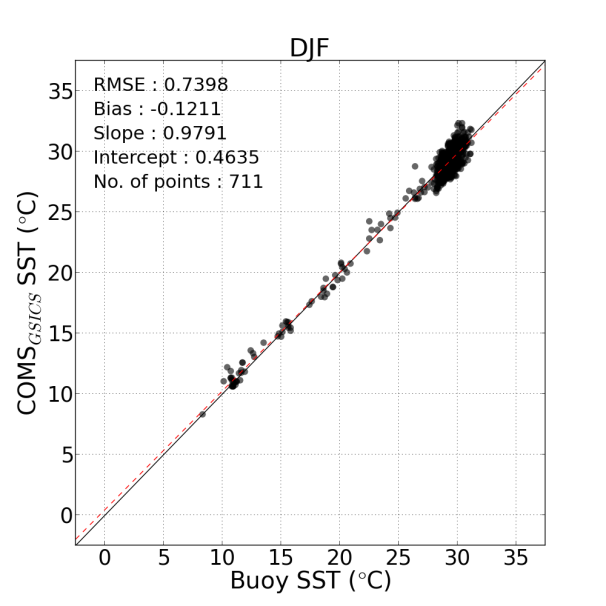 DJF
RMSE : 0.7398
Bias : -0.1211
Slope : 0.9791
Intercept : 0.4635
No. of points : 711
COMS_GSICS SST (°C)
35
30
25
20
15
10
5
0
0 5 10 15 20 25 30 35
Buoy SST (°C)